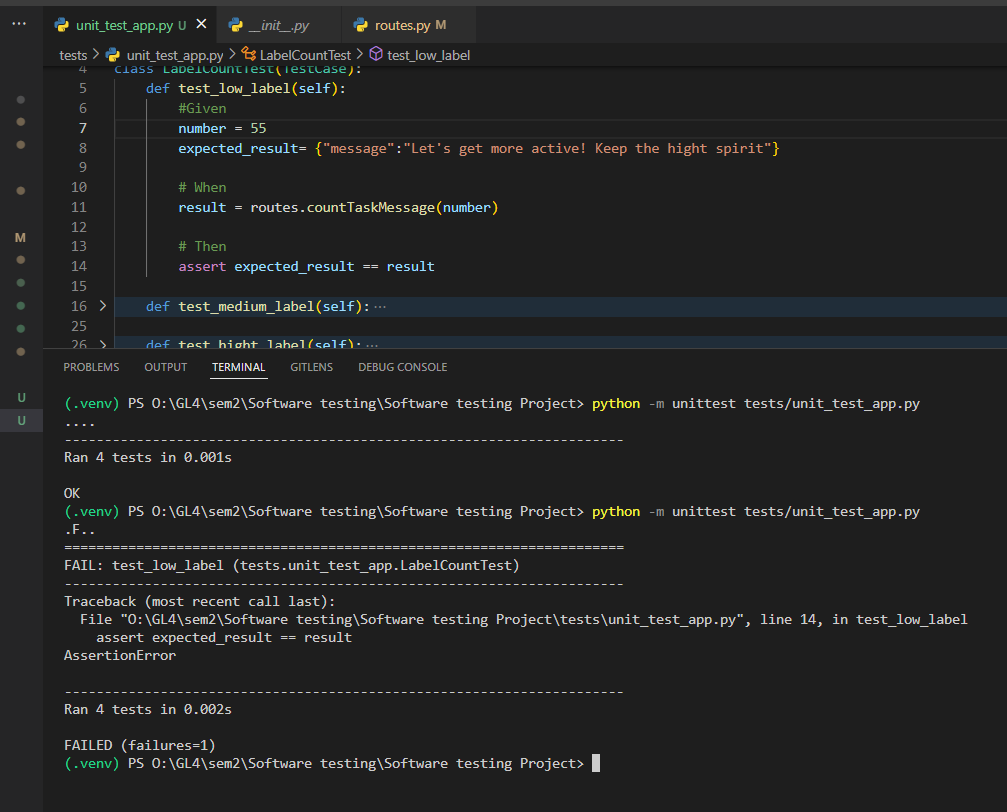 ... unit_test_app.py U × __init__.py routes.py M
tests > unit_test_app.py > LabelCountTest > test_low_label
4 class LabelCountTest(TestCase):
5 def test_low_label(self):
6 #Given
7 number = 55
8 expected_result= {"message":"Let's get more active! Keep the hight spirit"}
9
10 # When
11 result = routes.countTaskMessage(number)
12
13 # Then
14 assert expected_result == result
15
16 > def test_medium_label(self): ...
25
26 > def test_hight_label(self): ...
M
U
U
PROBLEMS OUTPUT TERMINAL GITLENS DEBUG CONSOLE
(.venv) PS O:\GL4\sem2\Software testing\Software testing Project> python -m unittest tests/unit_test_app.py
....
----------------------------------------------------------------------
Ran 4 tests in 0.001s
OK
(.venv) PS O:\GL4\sem2\Software testing\Software testing Project> python -m unittest tests/unit_test_app.py
.F..
======================================================================
FAIL: test_low_label (tests.unit_test_app.LabelCountTest)
----------------------------------------------------------------------
Traceback (most recent call last):
File "O:\GL4\sem2\Software testing\Software testing Project\tests\unit_test_app.py", line 14, in test_low_label
assert expected_result == result
AssertionError
----------------------------------------------------------------------
Ran 4 tests in 0.002s
FAILED (failures=1)
(.venv) PS O:\GL4\sem2\Software testing\Software testing Project>